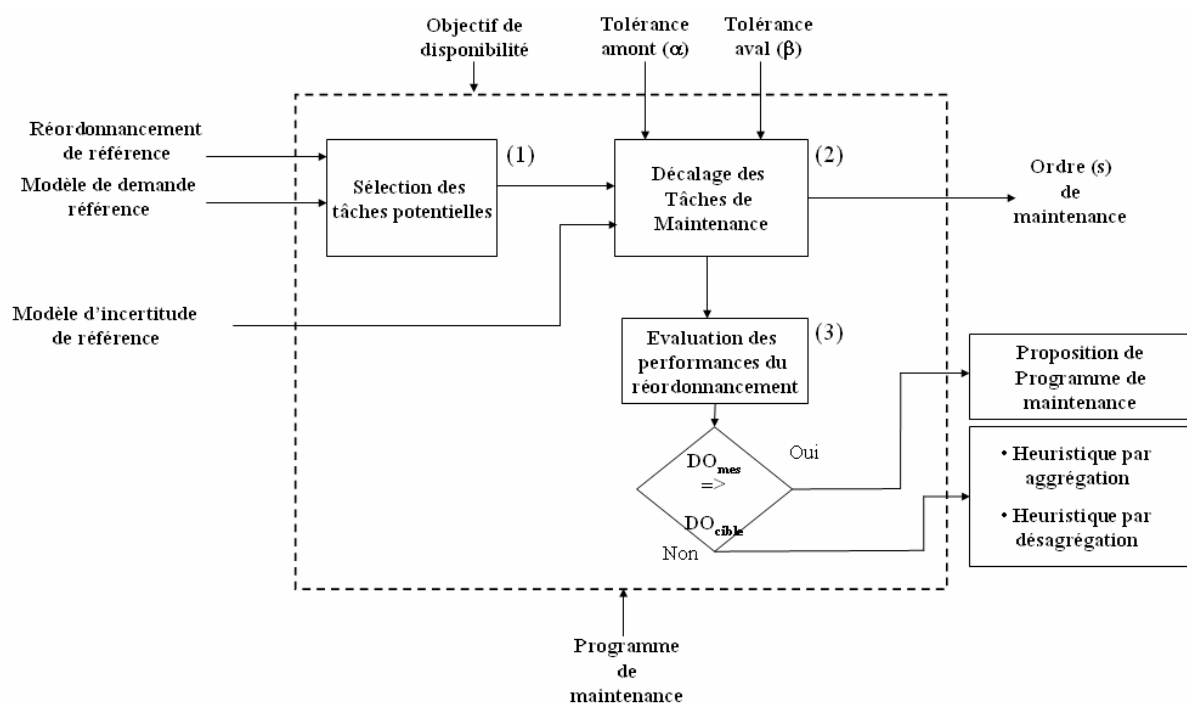 Objectif de
disponibilité
Tolérance
amont (α)
Tolérance
aval (β)
Réordonnancement
de référence
Modèle de demande
référence
Modèle d'incertitude
de référence
(1)
Sélection des
tâches potentielles
(2)
Décalage des
Tâches de
Maintenance
Ordre (s)
de
maintenance
(3)
Evaluation des
performances du
réordonnancement
DOmes
=>
DOcible
Oui
Non
Proposition de
Programme de
maintenance
• Heuristique par
aggrégation
• Heuristique par
désagrégation
Programme
de
maintenance